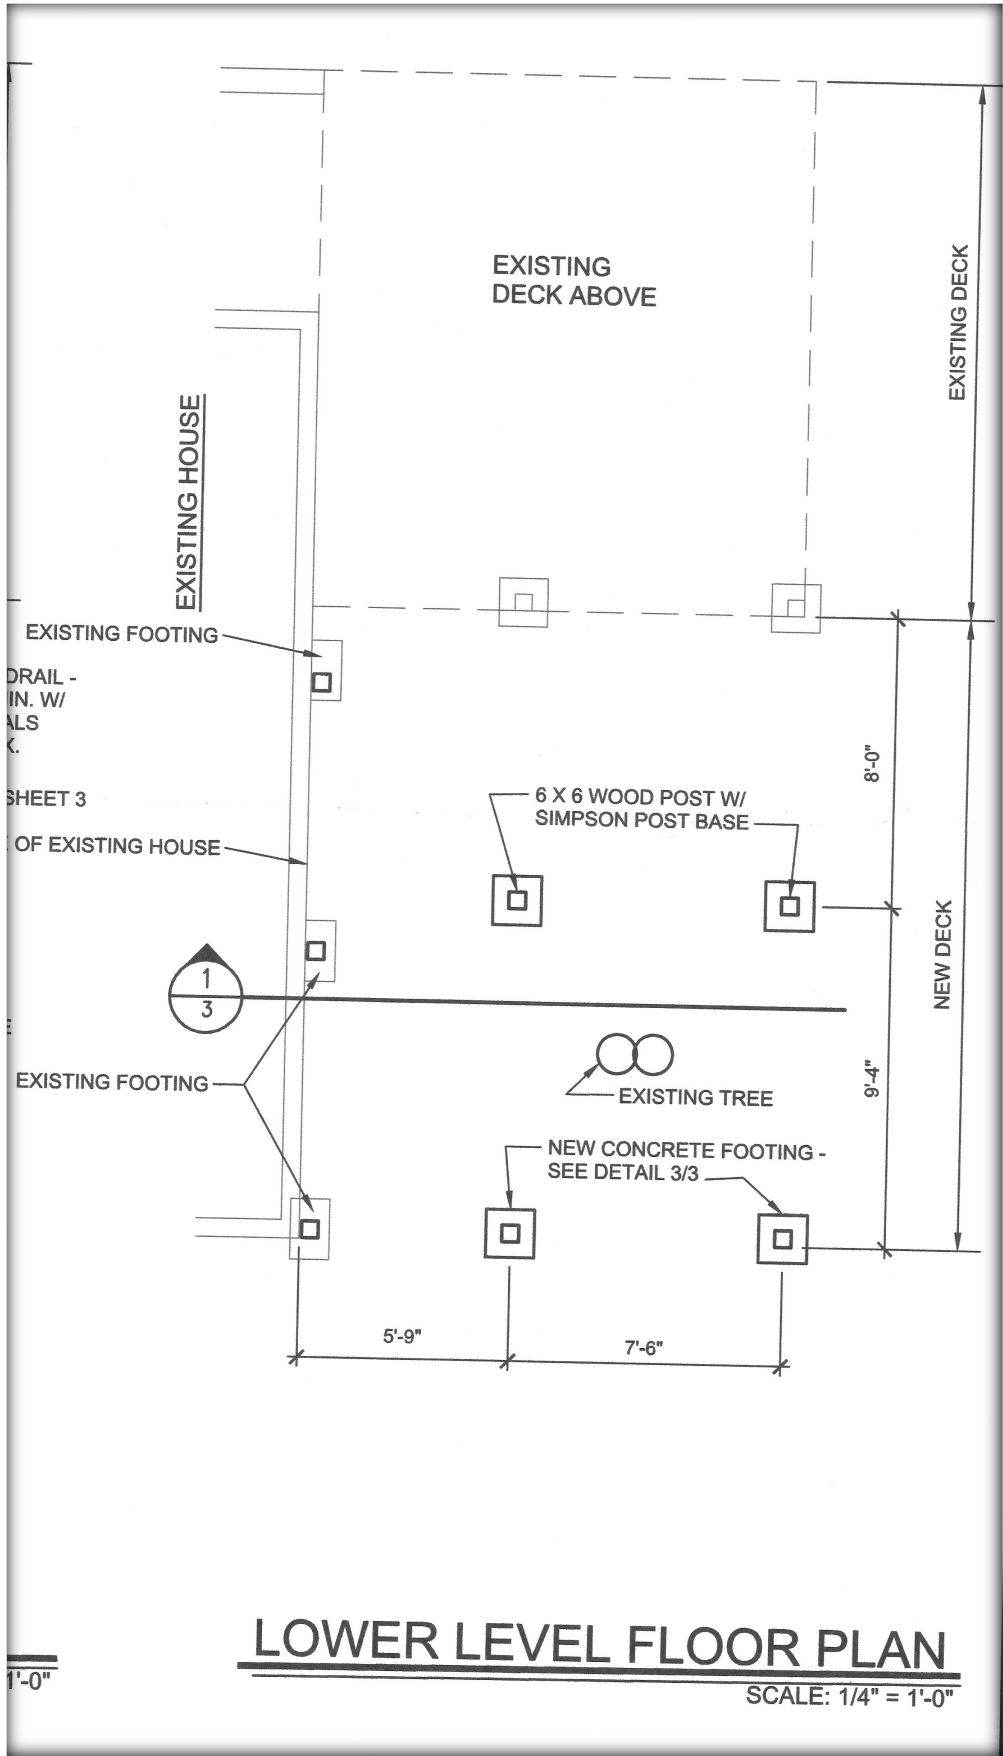 EXISTING
DECK ABOVE
EXISTING DECK
EXISTING HOUSE
EXISTING FOOTING
DRAIL -
IN. W/
ALS
X.
SHEET 3
OF EXISTING HOUSE
8'-0"
6 X 6 WOOD POST W/
SIMPSON POST BASE
NEW DECK
1
3
9'-4"
EXISTING FOOTING
EXISTING TREE
NEW CONCRETE FOOTING -
SEE DETAIL 3/3
5'-9"
7'-6"
LOWER LEVEL FLOOR PLAN
1'-0"
SCALE: 1/4" = 1'-0"